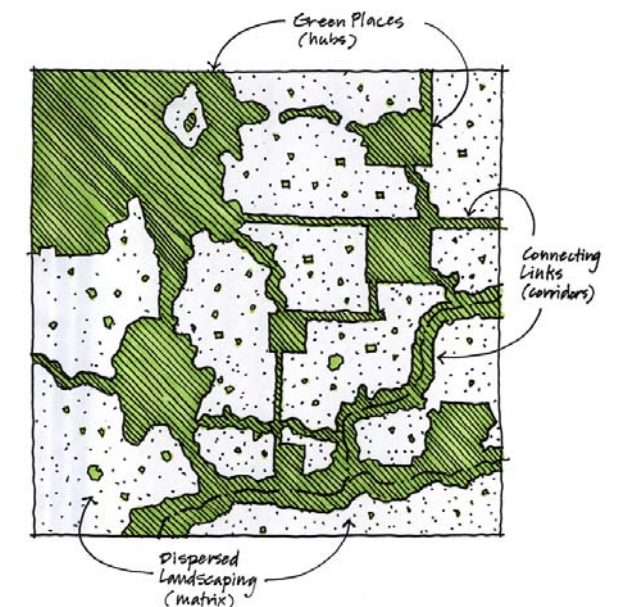 Green Places
(hubs)
Connecting
Links
(corridors)
Dispersed
Landscaping
(matrix)